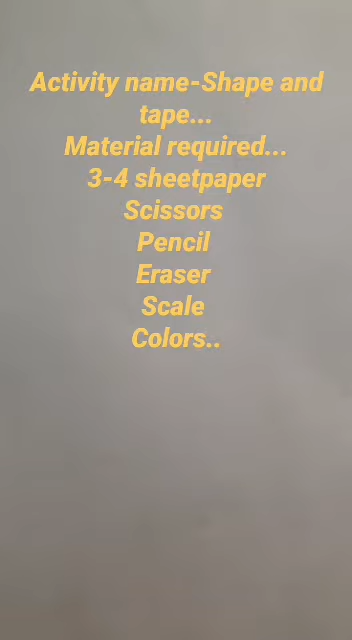 Activity name-Shape and
tape...
Material required...
3-4 sheetpaper
Scissors
Pencil
Eraser
Scale
Colors..